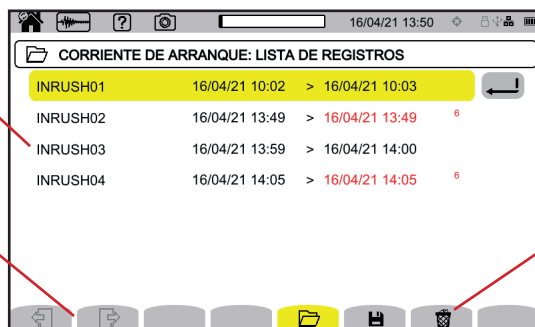 ? 16/04/21 13:50
CORRIENTE DE ARRANQUE: LISTA DE REGISTROS
INRUSH01 16/04/21 10:02 > 16/04/21 10:03
INRUSH02 16/04/21 13:49 > 16/04/21 13:49 6
INRUSH03 16/04/21 13:59 > 16/04/21 14:00
INRUSH04 16/04/21 14:05 > 16/04/21 14:05 6